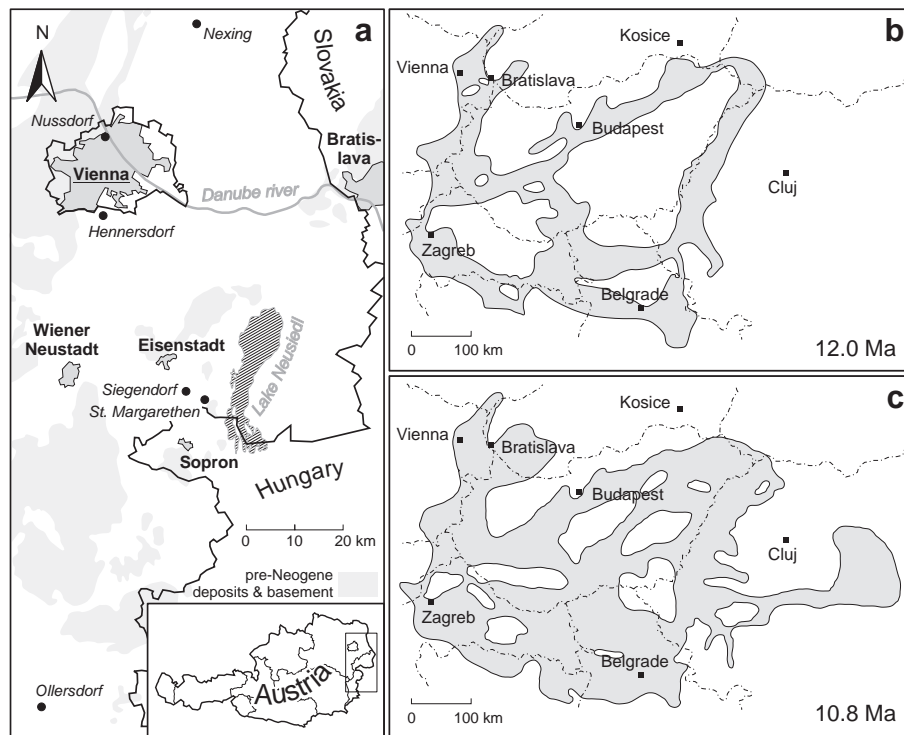 N
a
Nexing
Slovakia
Nussdorf
Bratis-
lava
Vienna
Danube river
Hennersdorf
Wiener
Neustadt
Eisenstadt
Lake Neusiedl
Siegendorf
St. Margarethen
Sopron
Hungary
0 10 20 km
pre-Neogene
deposits & basement
Austria
Ollersdorf
b
Kosice
Vienna
Bratislava
Budapest
Cluj
Zagreb
Belgrade
0 100 km
12.0 Ma
c
Kosice
Vienna
Bratislava
Budapest
Cluj
Zagreb
Belgrade
0 100 km
10.8 Ma